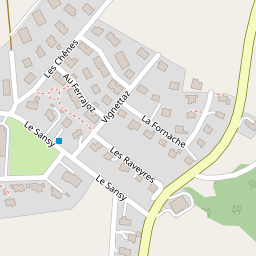 Les Chênes
Au Ferrajoz
Vignettaz
La Fornache
Le Sansy
Les Raveyres
Le Sansy